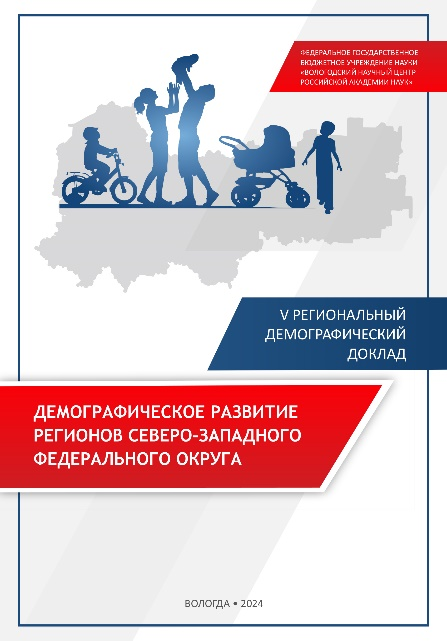 ФЕДЕРАЛЬНОЕ ГОСУДАРСТВЕННОЕ
БЮДЖЕТНОЕ УЧРЕЖДЕНИЕ НАУКИ
«ВОЛОГОДСКИЙ НАУЧНЫЙ ЦЕНТР
РОССИЙСКОЙ АКАДЕМИИ НАУК»
V РЕГИОНАЛЬНЫЙ
ДЕМОГРАФИЧЕСКИЙ
ДОКЛАД
ДЕМОГРАФИЧЕСКОЕ РАЗВИТИЕ
РЕГИОНОВ СЕВЕРО-ЗАПАДНОГО
ФЕДЕРАЛЬНОГО ОКРУГА
ВОЛОГДА • 2024